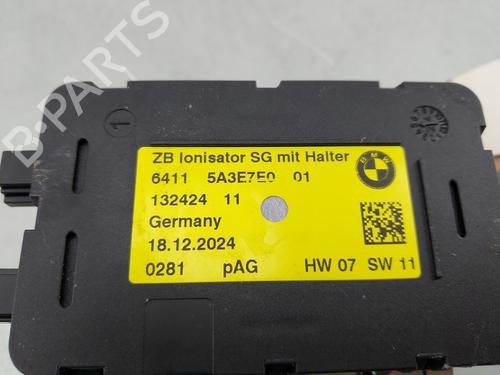 B-PARTS
1
ZB Ionisator SG mit Halter
BMW
6411 5A3E7E0 01
132424 11
Germany
18.12.2024
0281 pAG HW 07 SW 11